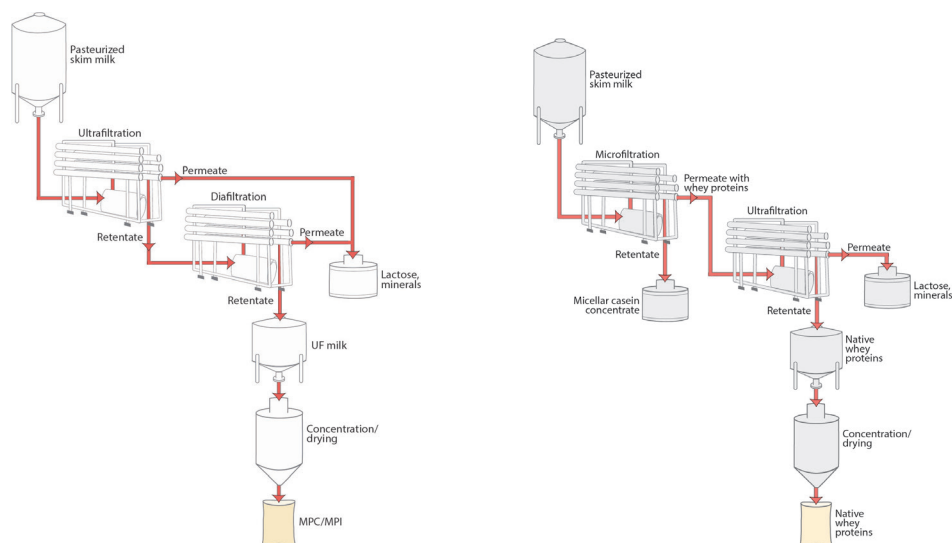 Pasteurized
skim milk
Ultrafiltration
Permeate
Diafiltration
Permeate
Retentate
Lactose,
minerals
Retentate
UF milk
Concentration/
drying
MPC/MPI
Pasteurized
skim milk
Microfiltration
Permeate with
whey proteins
Ultrafiltration
Permeate
Retentate
Micellar casein
concentrate
Lactose,
minerals
Retentate
Native
whey
proteins
Concentration/
drying
Native
whey
proteins